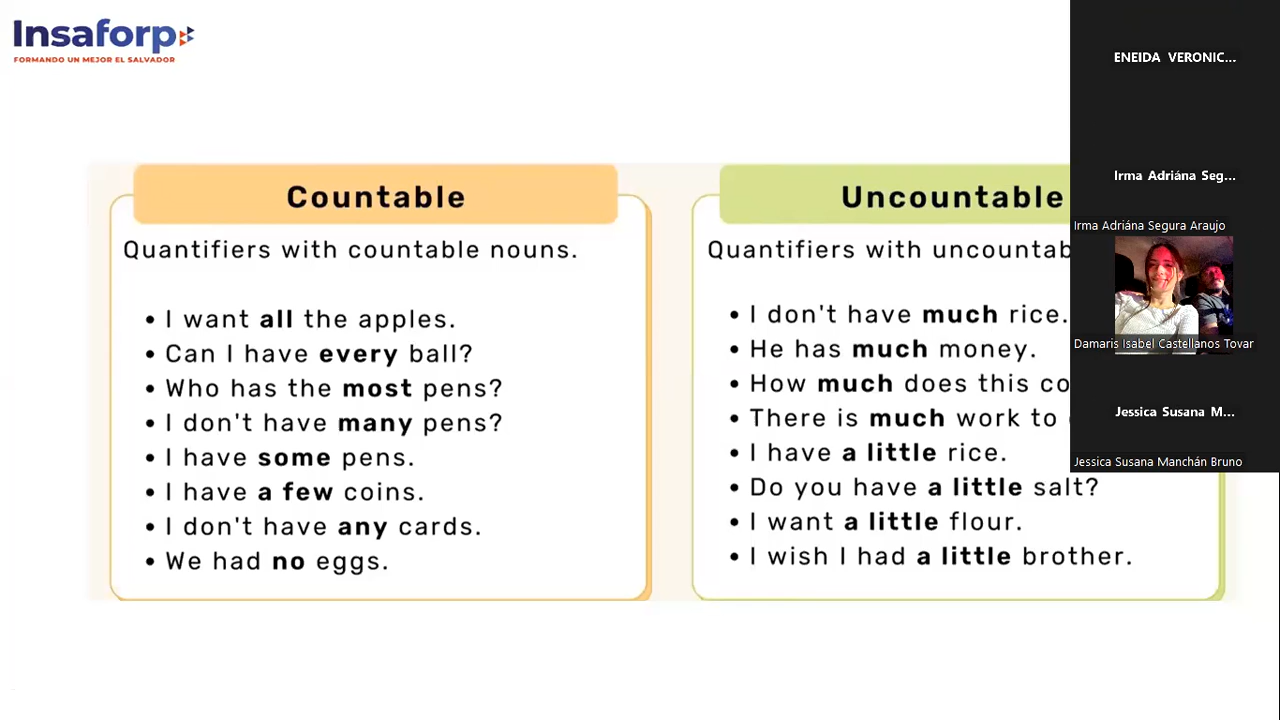 Insaforp
FORMANDO UN MEJOR EL SALVADOR
Countable
Quantifiers with countable nouns.
• I want all the apples.
• Can I have every ball?
• Who has the most pens?
• I don't have many pens?
• I have some pens.
• I have a few coins.
• I don't have any cards.
• We had no eggs.
Uncountable
Quantifiers with uncountab
• I don't have much rice.
• He has much money.
• How much does this co
• There is much work to
• I have a little rice.
• Do you have a little salt?
• I want a little flour.
• I wish I had a little brother.
ENEIDA VERONIC...
Irma Adriána Seg...
Irma Adriána Segura Araujo
Damaris Isabel Castellanos Tovar
Jessica Susana M...
Jessica Susana Manchán Bruno